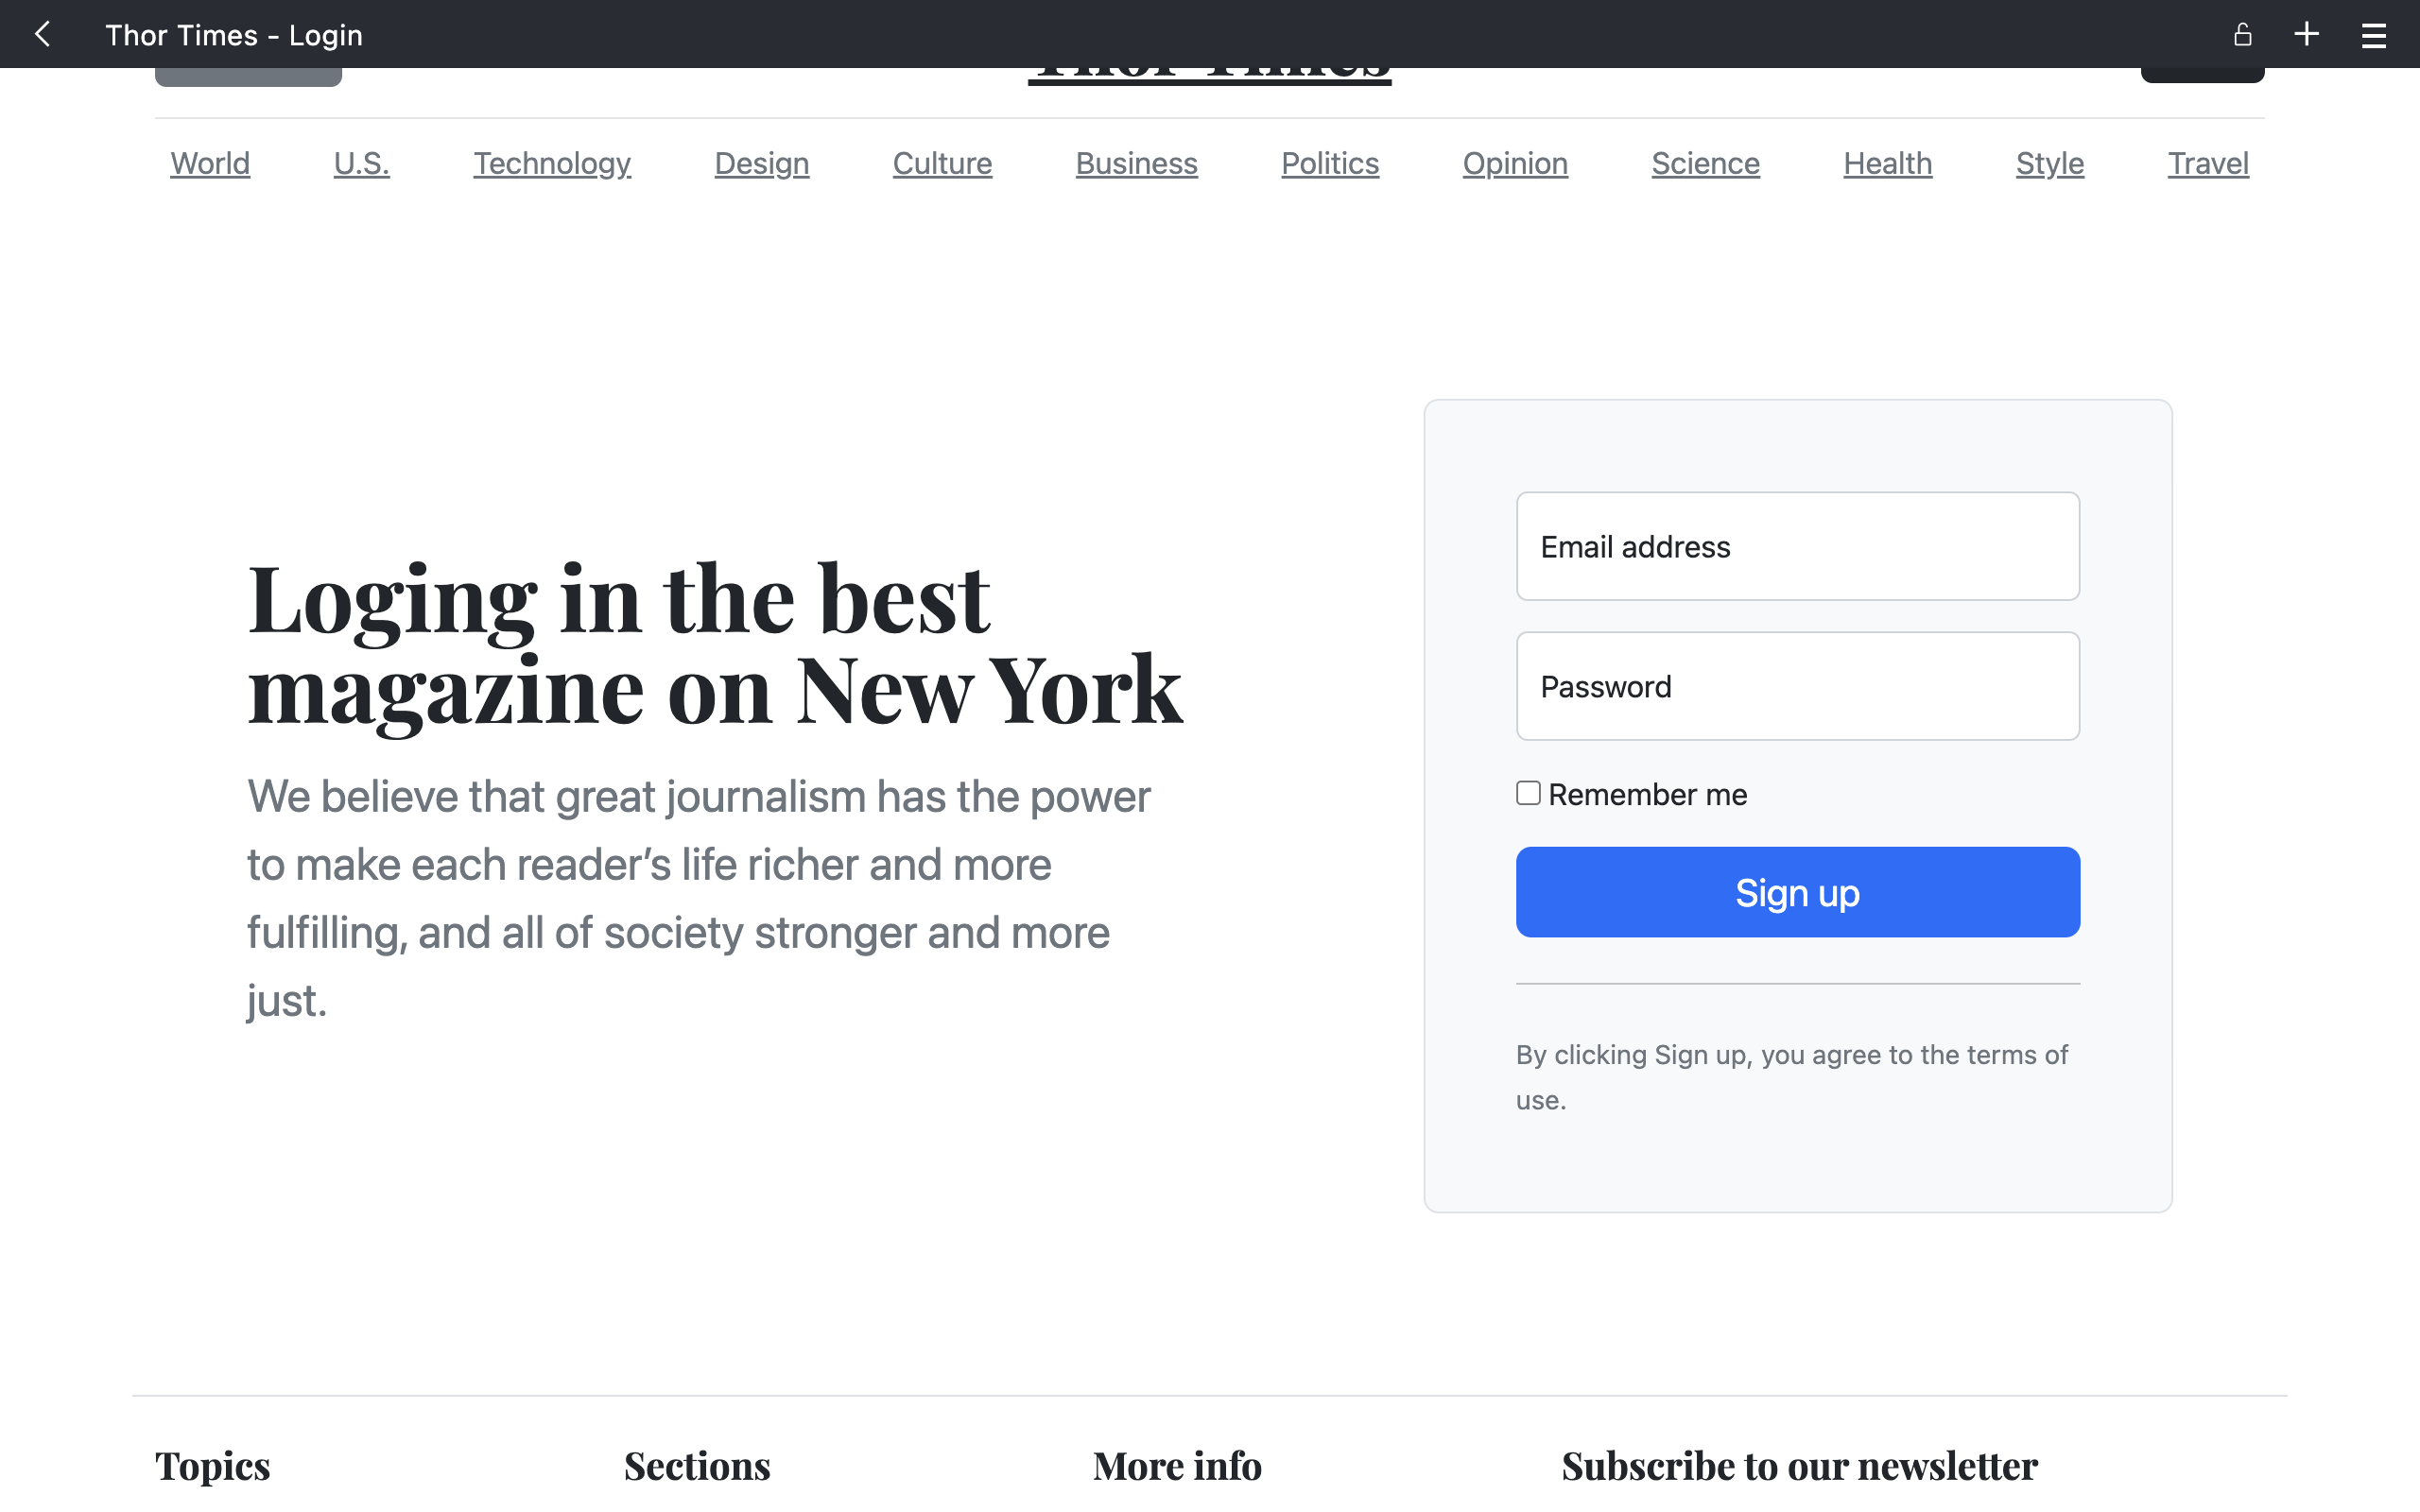 Thor Times - Login
World U.S. Technology Design Culture Business Politics Opinion Science Health Style Travel
Loging in the best
magazine on New York
We believe that great journalism has the power
to make each reader’s life richer and more
fulfilling, and all of society stronger and more
just.
Email address
Password
Remember me
Sign up
By clicking Sign up, you agree to the terms of
use.
Topics Sections More info Subscribe to our newsletter